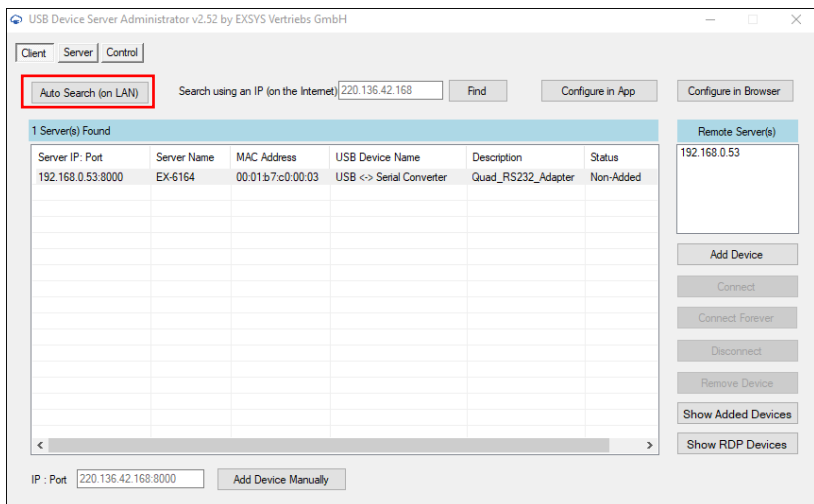 USB Device Server Administrator v2.52 by EXSYS Vertriebs GmbH
Client Server Control
Auto Search (on LAN) Search using an IP (on the Internet) 220.136.42.168 Find Configure in App Configure in Browser
1 Server(s) Found Remote Server(s)
Server IP: Port Server Name MAC Address USB Device Name Description Status 192.168.0.53
192.168.0.53:8000 EX-6164 00:01:b7:c0:00:03 USB <-> Serial Converter Quad_RS232_Adapter Non-Added
Add Device
Connect
Connect Forever
Disconnect
Remove Device
Show Added Devices
Show RDP Devices
IP : Port 220.136.42.168:8000 Add Device Manually